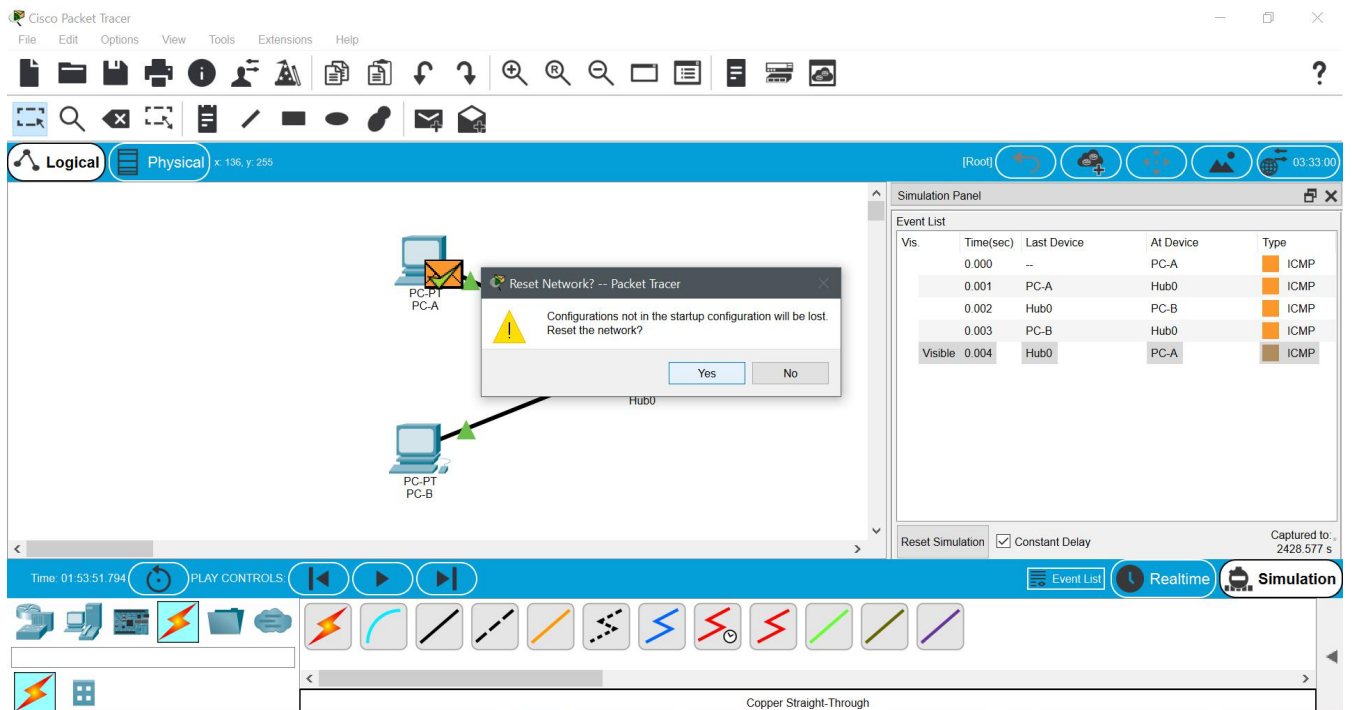 Cisco Packet Tracer
File Edit Options View Tools Extensions Help
?
Logical Physical x: 136, y: 255 [Root] 03:33:00
Simulation Panel
Event List
Vis. Time(sec) Last Device At Device Type
0.000 -- PC-A ICMP
0.001 PC-A Hub0 ICMP
0.002 Hub0 PC-B ICMP
0.003 PC-B Hub0 ICMP
Visible 0.004 Hub0 PC-A ICMP
Reset Simulation Constant Delay
Captured to:
2428.577 s
PC-PT
PC-A
Reset Network? -- Packet Tracer
Configurations not in the startup configuration will be lost.
Reset the network?
Yes No
Hub0
PC-PT
PC-B
Time: 01:53:51.794 PLAY CONTROLS: Event List Realtime Simulation
Copper Straight-Through